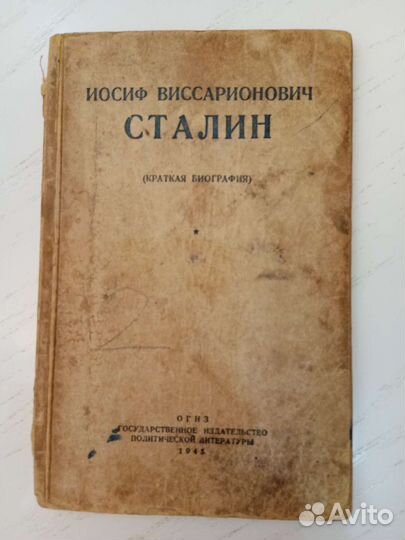 ИОСИФ ВИССАРИОНОВИЧ
СТАЛИН
(КРАТКАЯ БИОГРАФИЯ)
ОГИЗ
ГОСУДАРСТВЕННОЕ ИЗДАТЕЛЬСТВО
ПОЛИТИЧЕСКОЙ ЛИТЕРАТУРЫ
1945
Avito